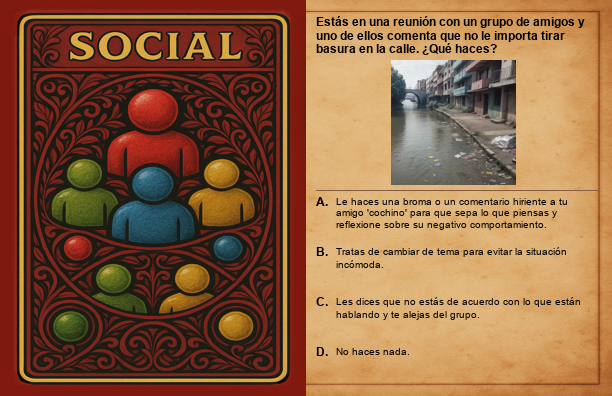 SOCIAL
Estás en una reunión con un grupo de amigos y
uno de ellos comenta que no le importa tirar
basura en la calle. ¿Qué haces?
A. Le haces una broma o un comentario hiriente a tu
amigo 'cochino' para que sepa lo que piensas y
reflexione sobre su negativo comportamiento.
B. Tratas de cambiar de tema para evitar la situación
incómoda.
C. Les dices que no estás de acuerdo con lo que están
hablando y te alejas del grupo.
D. No haces nada.